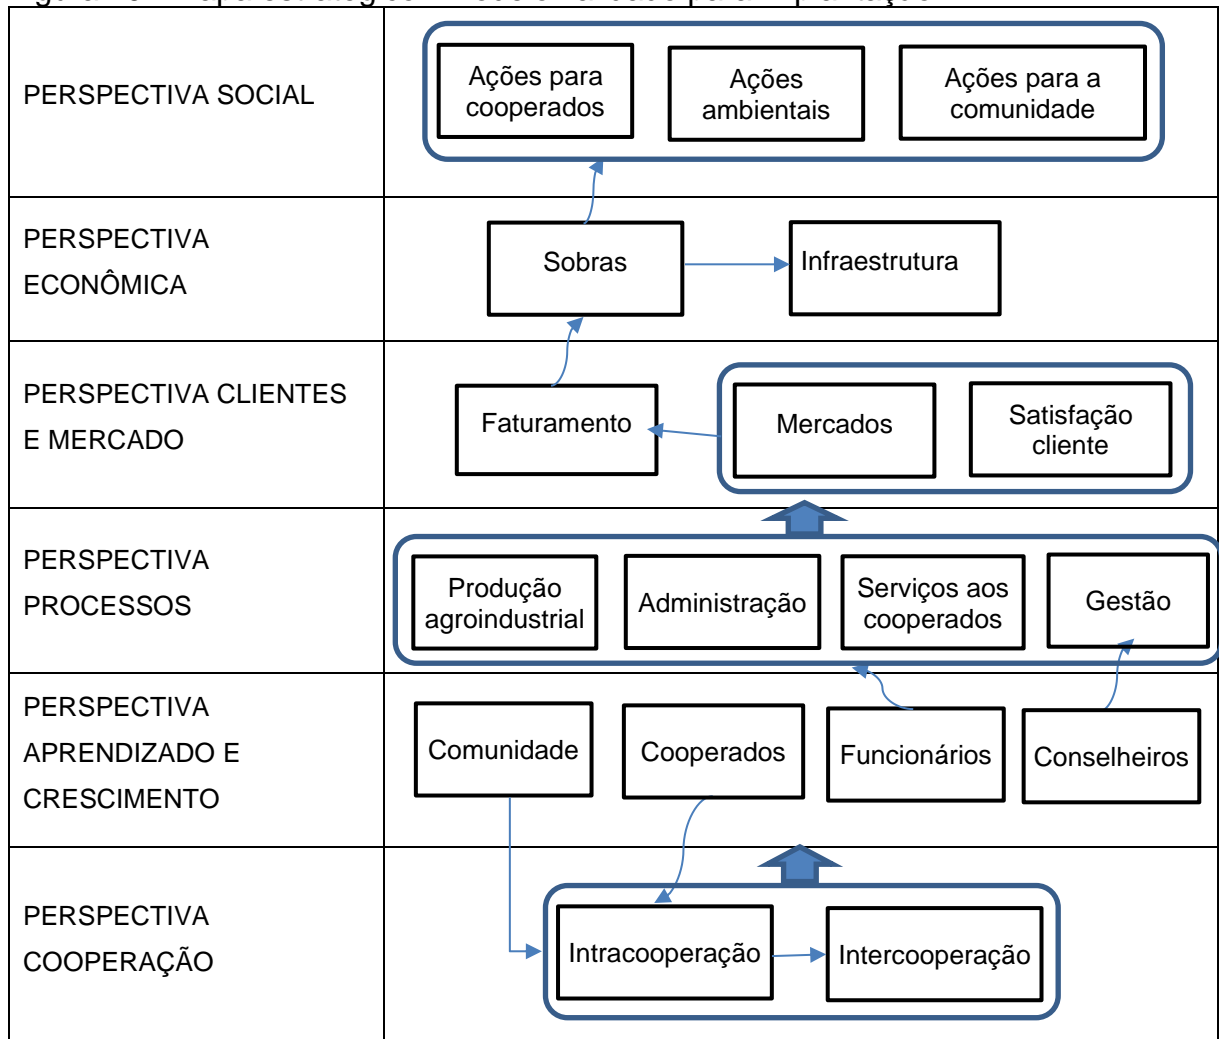 PERSPECTIVA SOCIAL
Ações para
cooperados
Ações
ambientais
Ações para a
comunidade
PERSPECTIVA
ECONÔMICA
Sobras
Infraestrutura
PERSPECTIVA CLIENTES
E MERCADO
Faturamento
Mercados
Satisfação
cliente
PERSPECTIVA
PROCESSOS
Produção
agroindustrial
Administração
Serviços aos
cooperados
Gestão
PERSPECTIVA
APRENDIZADO E
CRESCIMENTO
Comunidade
Cooperados
Funcionários
Conselheiros
PERSPECTIVA
COOPERAÇÃO
Intracooperação
Intercooperação